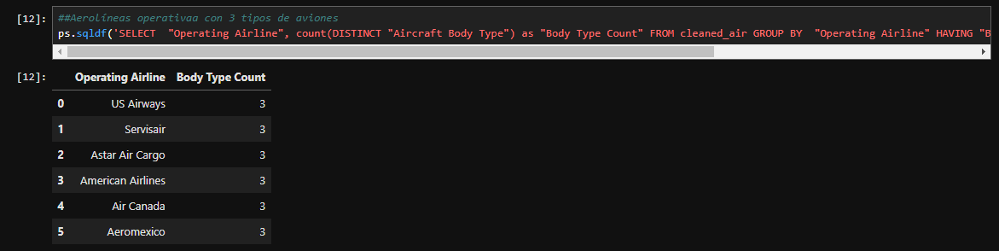 [12]: ##Aerolíneas operativaa con 3 tipos de aviones
ps.sqldf('SELECT  "Operating Airline", count(DISTINCT "Aircraft Body Type") as "Body Type Count" FROM cleaned_air GROUP BY  "Operating Airline" HAVING "B
[12]: Operating Airline Body Type Count
0 US Airways 3
1 Servisair 3
2 Astar Air Cargo 3
3 American Airlines 3
4 Air Canada 3
5 Aeromexico 3